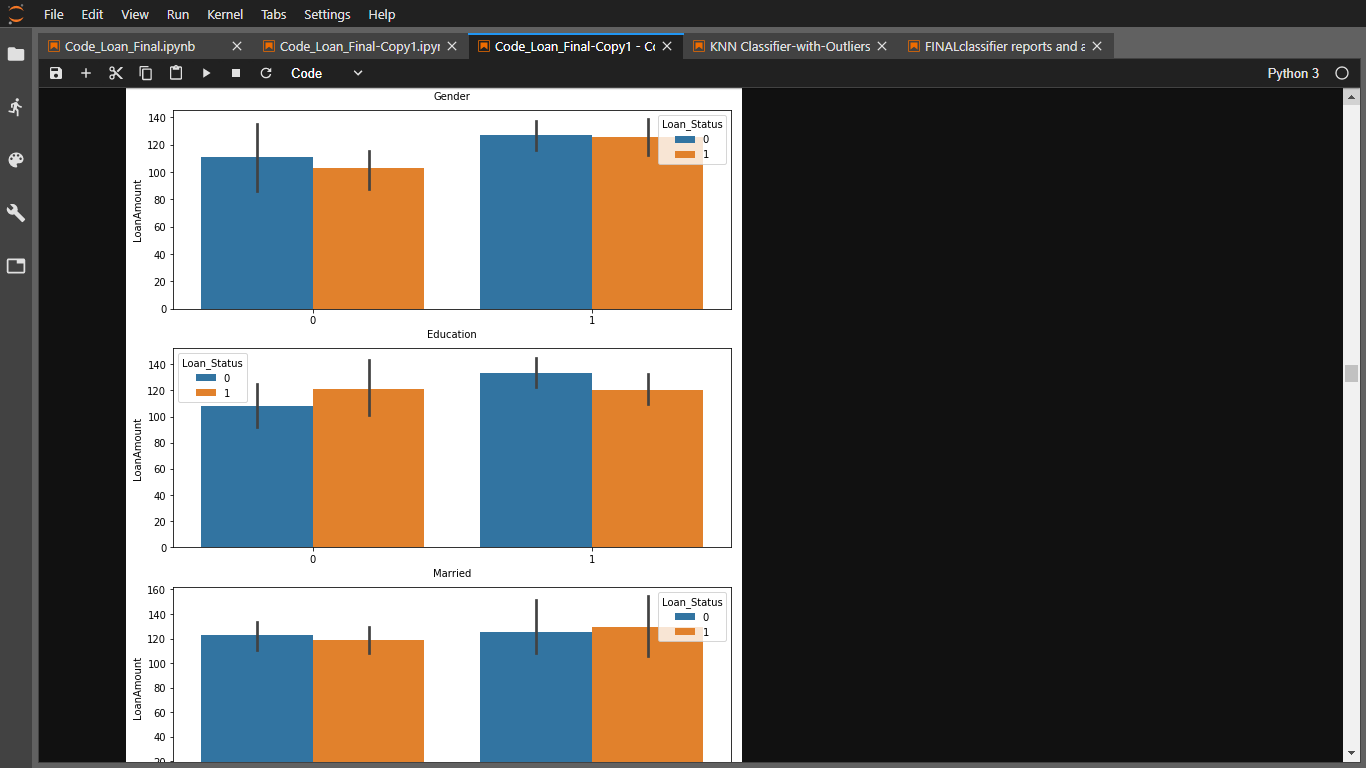 File Edit View Run Kernel Tabs Settings Help
Code_Loan_Final.ipynb
Code_Loan_Final-Copy1.ipyn
Code_Loan_Final-Copy1 - Co
KNN Classifier-with-Outliers
FINALclassifier reports and a
Code
Python 3
Gender
140
120
100
80
60
40
20
0
LoanAmount
Loan_Status
0
1
0 1
Education
140
120
100
80
60
40
20
0
LoanAmount
Loan_Status
0
1
0 1
Married
160
140
120
100
80
60
40
20
LoanAmount
Loan_Status
0
1